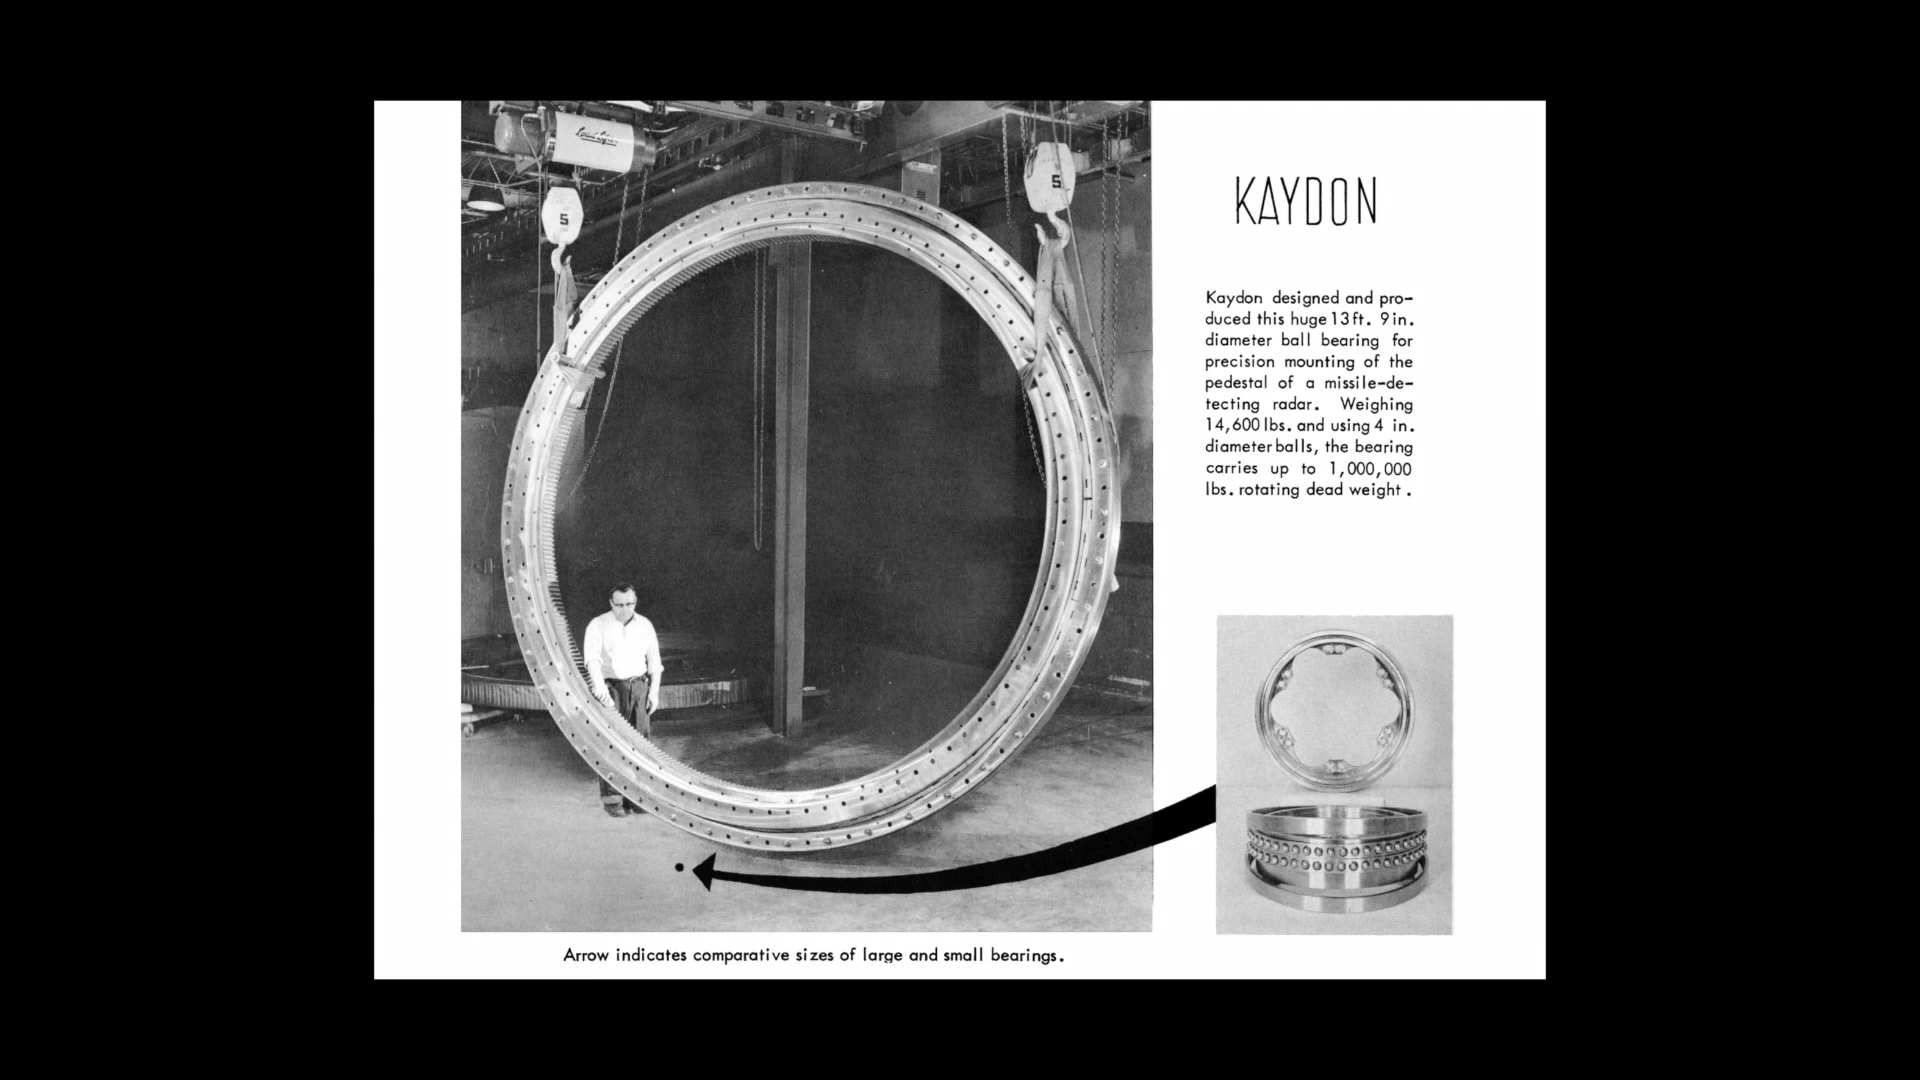 KAYDON
Kaydon designed and pro-
duced this huge 13 ft. 9 in.
diameter ball bearing for
precision mounting of the
pedestal of a missile-de-
tecting radar. Weighing
14,600 lbs. and using 4 in.
diameter balls, the bearing
carries up to 1,000,000
lbs. rotating dead weight.
5
5
Arrow indicates comparative sizes of large and small bearings.